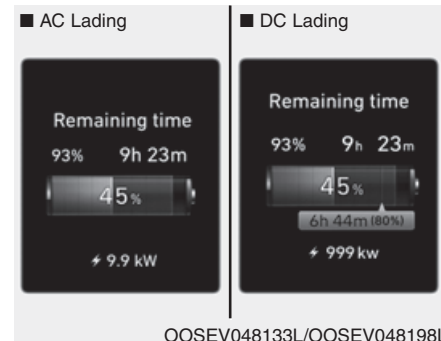 ■ AC Lading
Remaining time
93% 9h 23m
45%
9.9 kW
■ DC Lading
Remaining time
93% 9h 23m
45%
6h 44m (80%)
999 kw
OOSEV048133L/OOSEV048198L